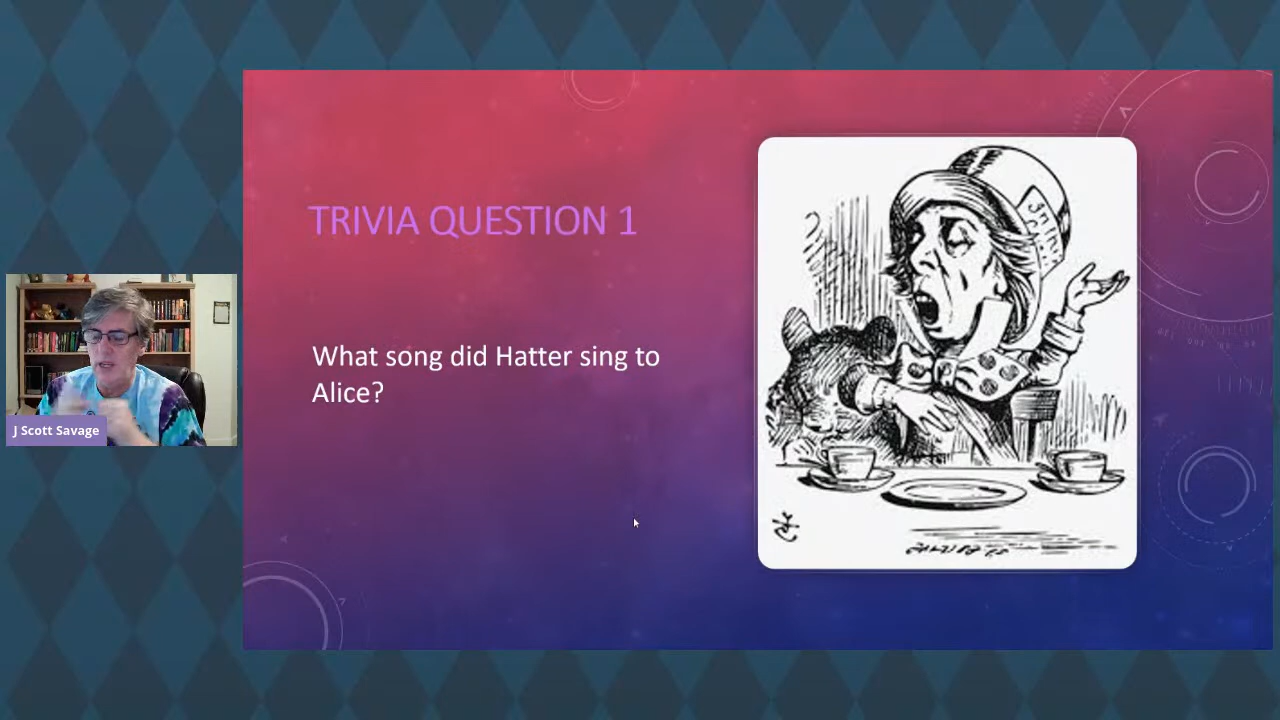 TRIVIA QUESTION 1
What song did Hatter sing to
Alice?
J Scott Savage